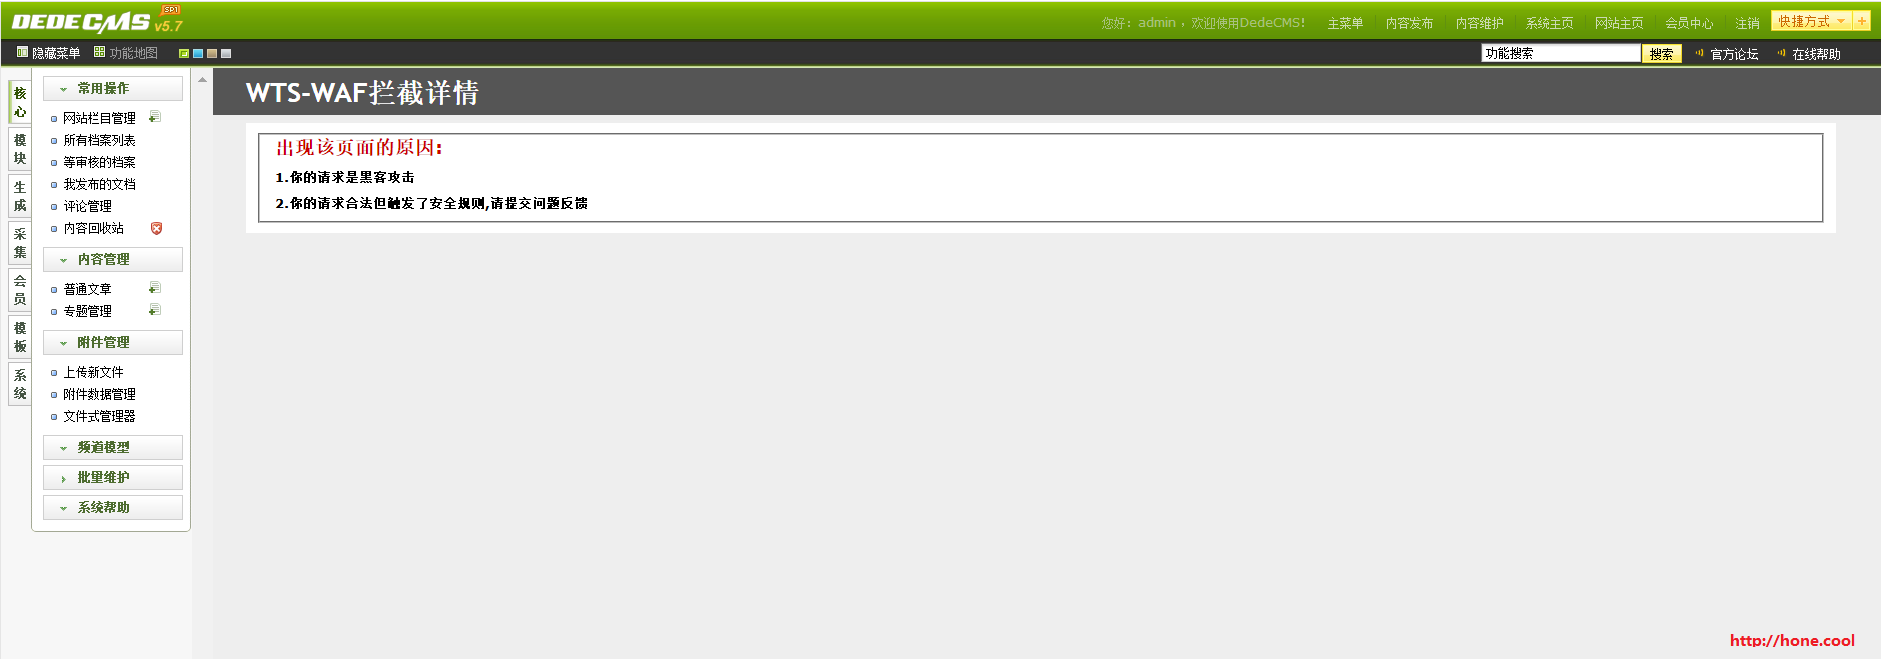 DEDECMS v5.7 SP1
您好：admin ，欢迎使用DedeCMS！ 主菜单 内容发布 内容维护 系统主页 网站主页 会员中心 注销 快捷方式 +
隐藏菜单 功能地图
功能搜索 搜索 官方论坛 在线帮助
核心
模块
生成
采集
会员
模板
系统
常用操作
网站栏目管理
所有档案列表
等审核的档案
我发布的文档
评论管理
内容回收站
内容管理
普通文章
专题管理
附件管理
上传新文件
附件数据管理
文件式管理器
频道模型
批量维护
系统帮助
WTS-WAF拦截详情
出现该页面的原因:
1.你的请求是黑客攻击
2.你的请求合法但触发了安全规则,请提交问题反馈
http://hone.cool